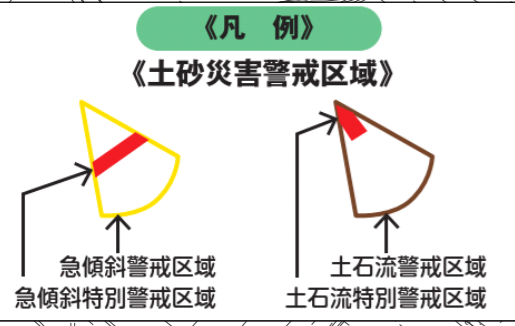 《凡　例》
《土砂災害警戒区域》
急傾斜警戒区域
急傾斜特別警戒区域
土石流警戒区域
土石流特別警戒区域